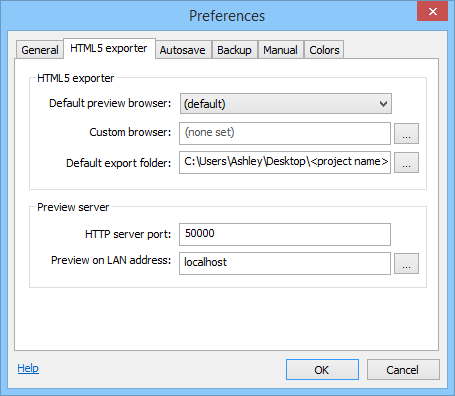 Preferences
General HTML5 exporter Autosave Backup Manual Colors
HTML5 exporter
Default preview browser: (default)
Custom browser: (none set) ...
Default export folder: C:\Users\Ashley\Desktop\<project name> ...
Preview server
HTTP server port: 50000
Preview on LAN address: localhost ...
Help OK Cancel